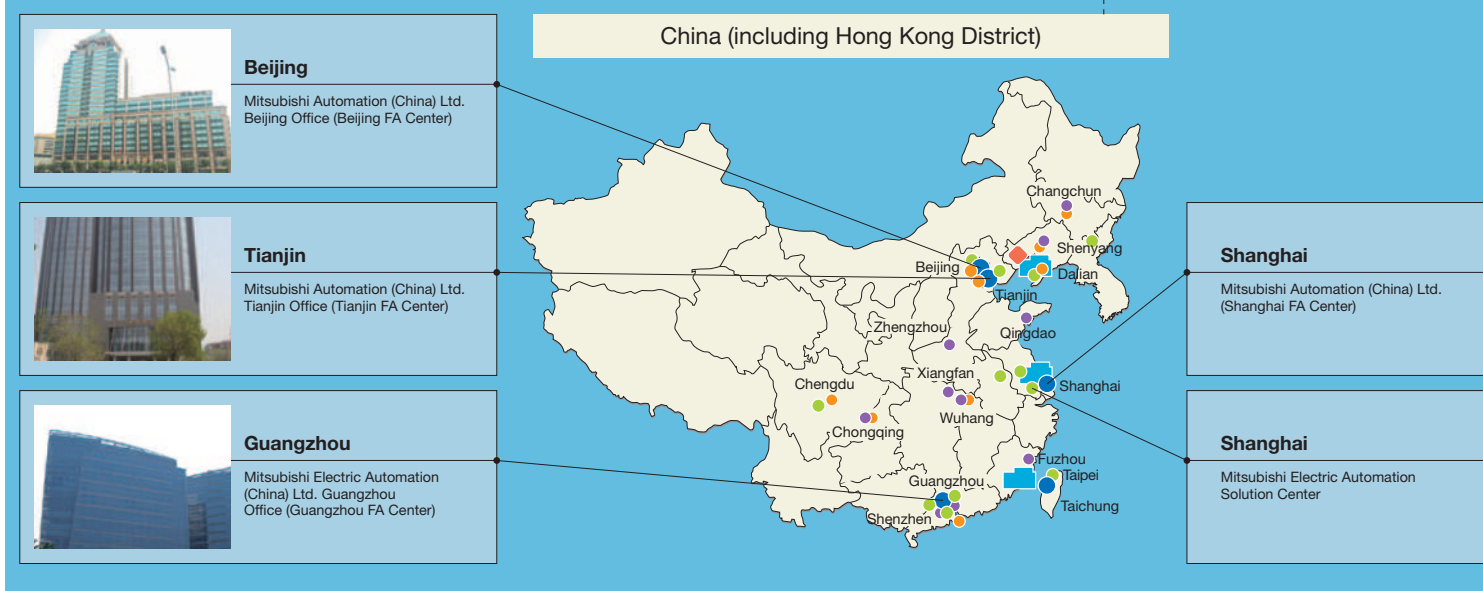 China (including Hong Kong District)
Beijing
Mitsubishi Automation (China) Ltd.
Beijing Office (Beijing FA Center)
Tianjin
Mitsubishi Automation (China) Ltd.
Tianjin Office (Tianjin FA Center)
Guangzhou
Mitsubishi Electric Automation
(China) Ltd. Guangzhou
Office (Guangzhou FA Center)
Changchun
Shenyang
Beijing
Dalian
Tianjin
Zhengzhou
Qingdao
Xiangfan
Chengdu
Shanghai
Wuhang
Chongqing
Fuzhou
Guangzhou
Taipei
Shenzhen
Taichung
Shanghai
Mitsubishi Automation (China) Ltd.
(Shanghai FA Center)
Shanghai
Mitsubishi Electric Automation
Solution Center